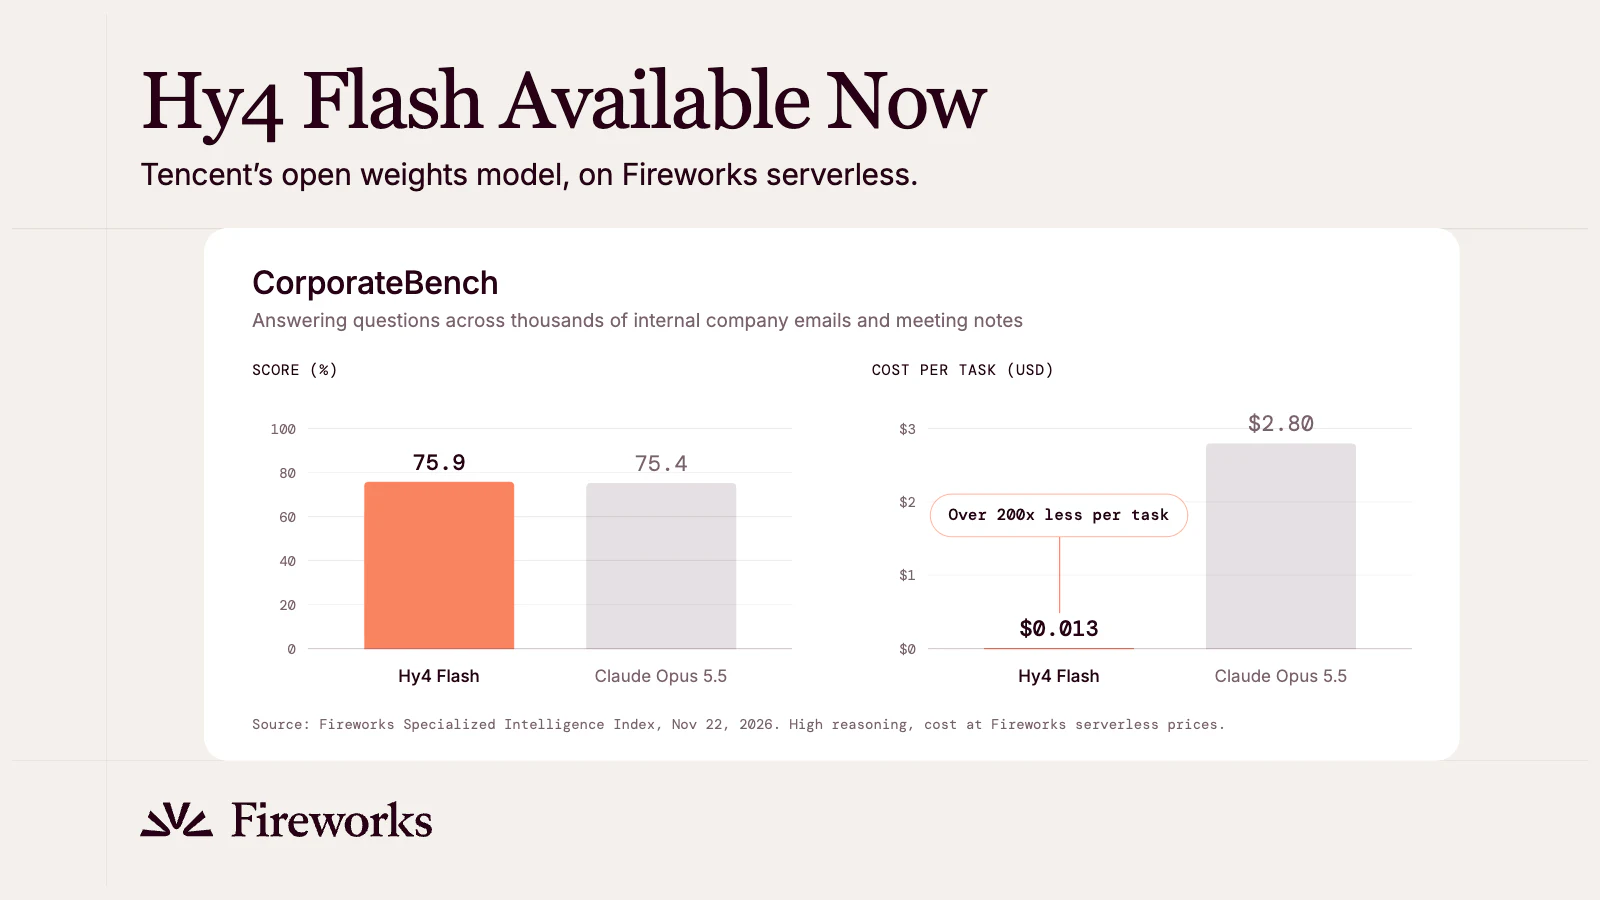 Hy4 Flash Available Now
Tencent’s open weights model, on Fireworks serverless.
CorporateBench
Answering questions across thousands of internal company emails and meeting notes
SCORE (%)
100
80
60
40
20
0
75.9
75.4
Hy4 Flash
Claude Opus 5.5
COST PER TASK (USD)
$3
$2
$1
$0
$2.80
Over 200x less per task
$0.013
Hy4 Flash
Claude Opus 5.5
Source: Fireworks Specialized Intelligence Index, Nov 22, 2026. High reasoning, cost at Fireworks serverless prices.
Fireworks